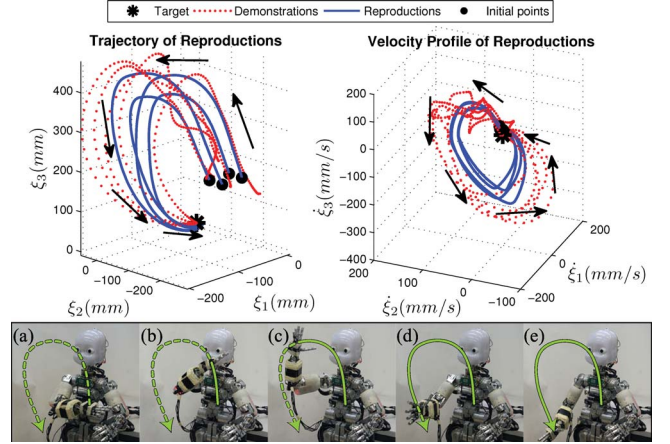 Target Demonstrations Reproductions Initial points
Trajectory of Reproductions
Velocity Profile of Reproductions
400
300
200
100
0
ξ3(mm)
0
−100
−200
ξ2(mm)
−200
−100
0
ξ1(mm)
200
100
0
−100
−200
−300
−400
ξ̇3(mm/s)
200
100
0
−100
ξ̇2(mm/s)
−200
0
200
ξ̇1(mm/s)
(a) (b) (c) (d) (e)